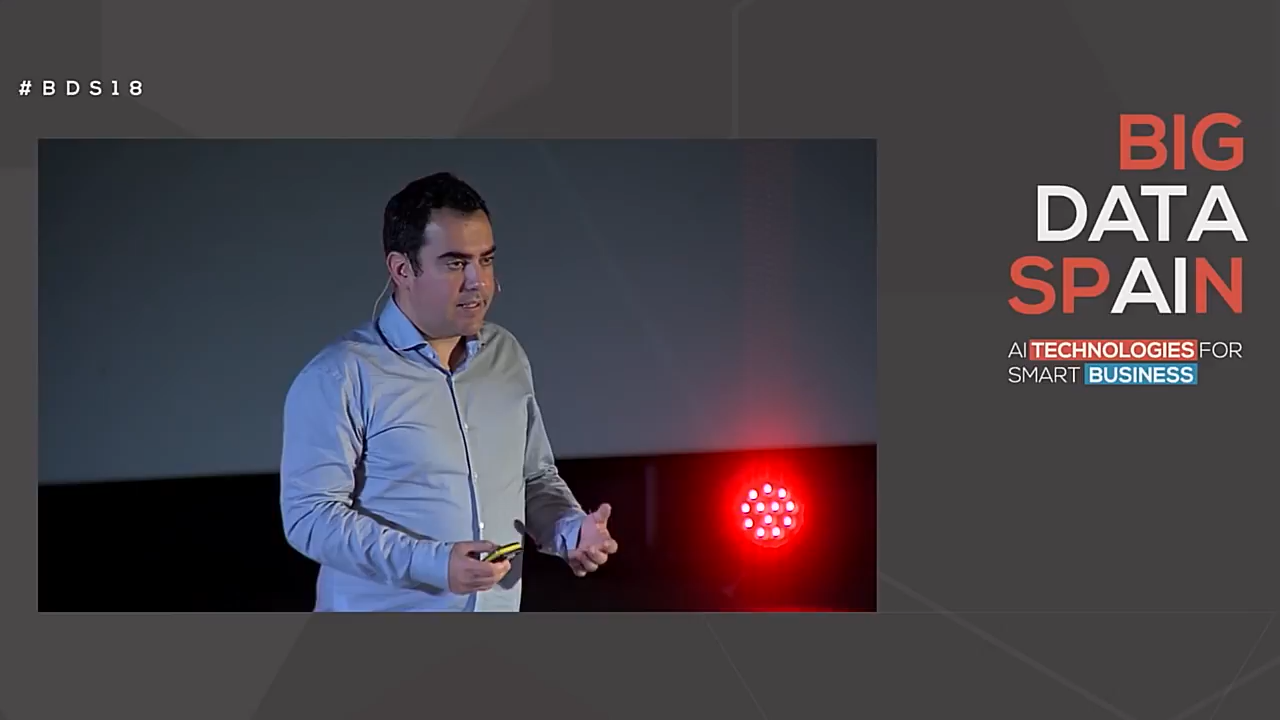 #BDS18
BIG
DATA
SPAIN
AI TECHNOLOGIES FOR
SMART BUSINESS